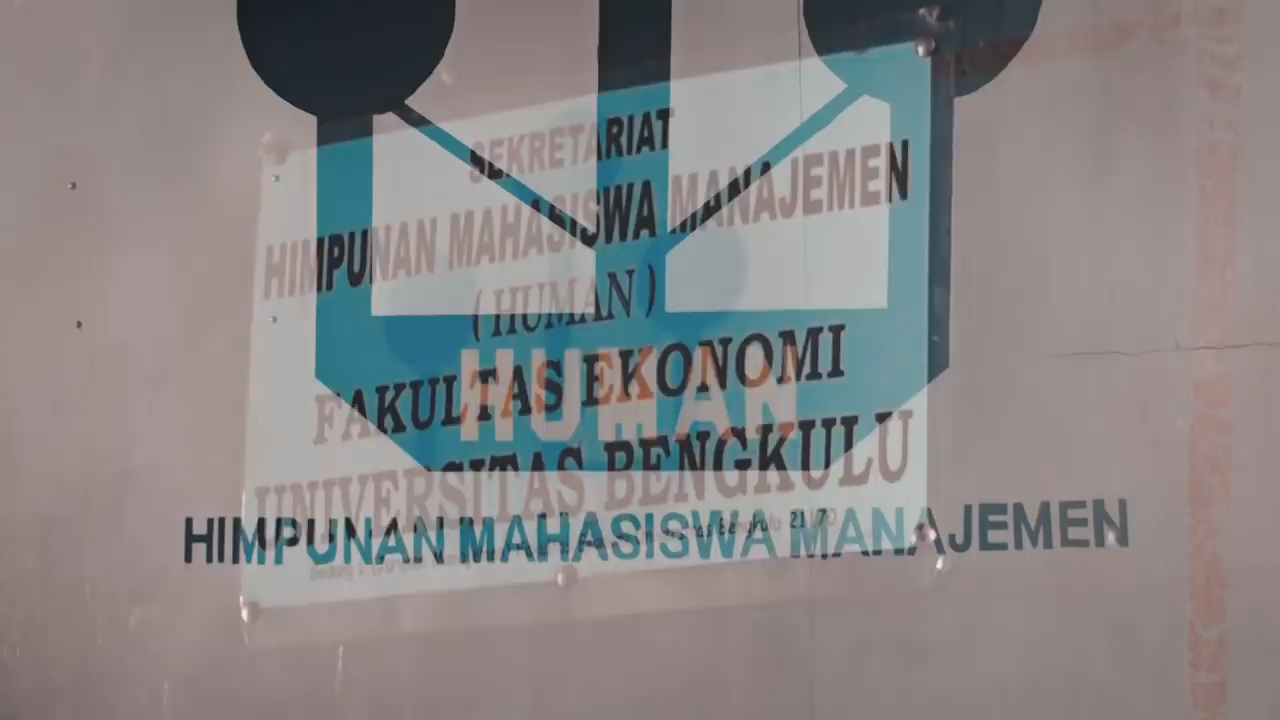 SEKRETARIAT
HIMPUNAN MAHASISWA MANAJEMEN
(HUMAN)
FAKULTAS EKONOMI
HUMAN
UNIVERSITAS BENGKULU
HIMPUNAN MAHASISWA MANAJEMEN